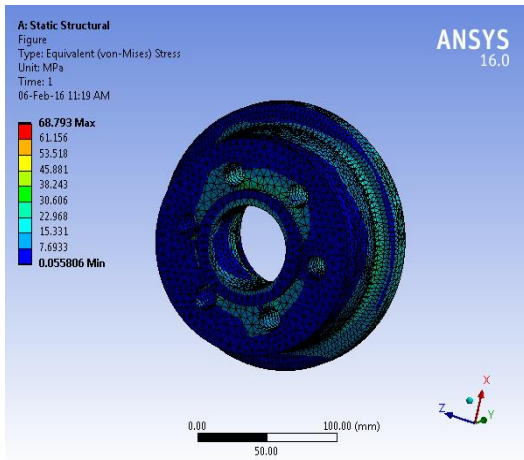 A: Static Structural
Figure
Type: Equivalent (von-Mises) Stress
Unit: MPa
Time: 1
06-Feb-16 11:19 AM
ANSYS
16.0
68.793 Max
61.156
53.518
45.881
38.243
30.606
22.968
15.331
7.6933
0.055806 Min
X
Z
Y
0.00
100.00 (mm)
50.00